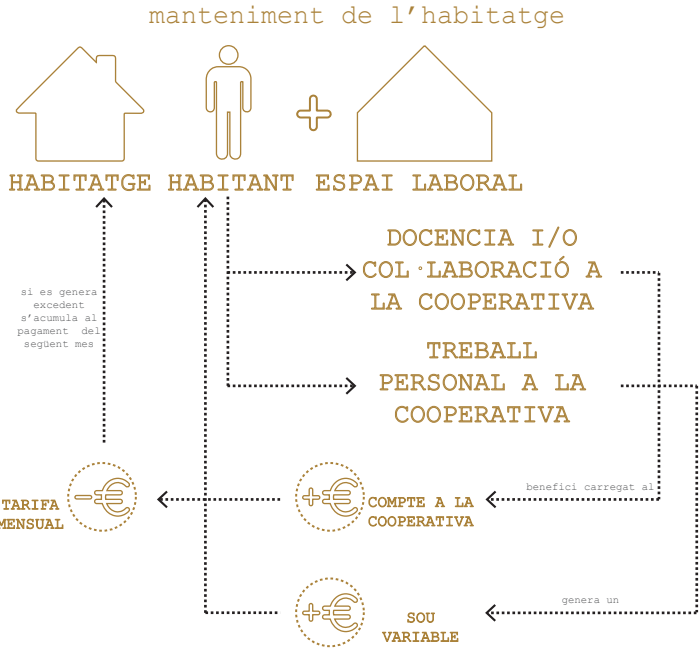 manteniment de l’habitatge
HABITATGE HABITANT ESPAI LABORAL
DOCENCIA I/O
COL·LABORACIÓ A
LA COOPERATIVA
si es genera
excedent
s’acumula al
pagament del
següent mes
TREBALL
PERSONAL A LA
COOPERATIVA
benefici carregat al
TARIFA
MENSUAL
+€
-€
COMPTE A LA
COOPERATIVA
genera un
+€
SOU
VARIABLE